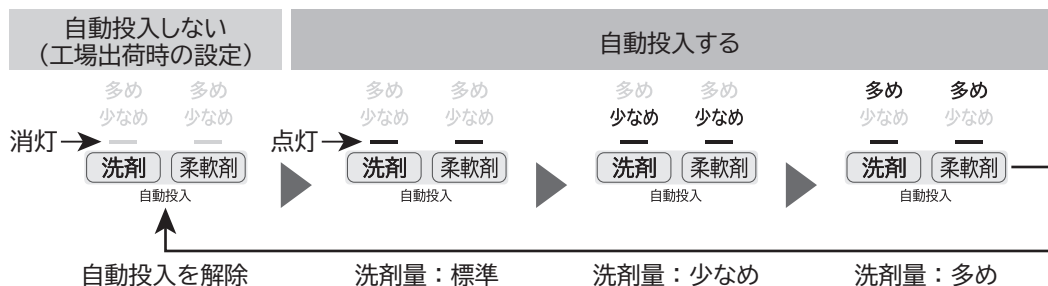 自動投入しない
（工場出荷時の設定）
自動投入する
多め 多め
少なめ 少なめ
消灯
洗剤 柔軟剤
自動投入
自動投入を解除
多め 多め
少なめ 少なめ
点灯
洗剤 柔軟剤
自動投入
洗剤量：標準
多め 多め
少なめ 少なめ
洗剤 柔軟剤
自動投入
洗剤量：少なめ
多め 多め
少なめ 少なめ
洗剤 柔軟剤
自動投入
洗剤量：多め